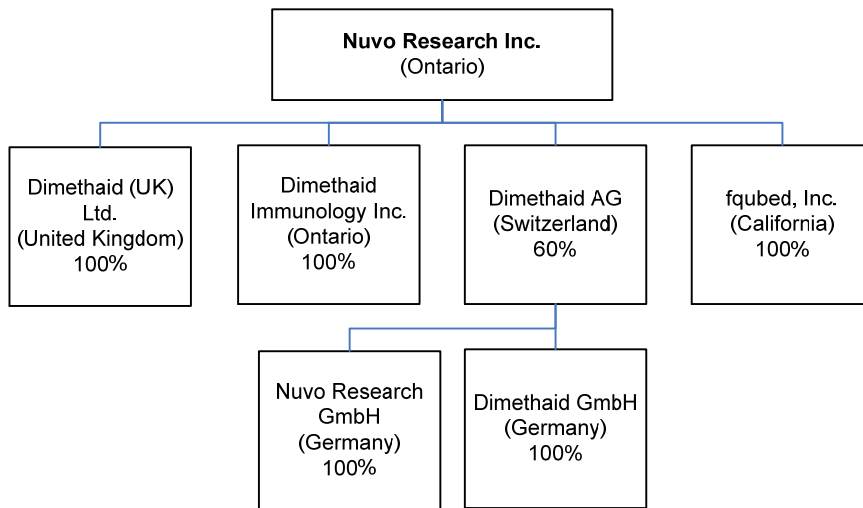 Nuvo Research Inc.
(Ontario)
Dimethaid (UK)
Ltd.
(United Kingdom)
100%
Dimethaid
Immunology Inc.
(Ontario)
100%
Dimethaid AG
(Switzerland)
60%
fqubed, Inc.
(California)
100%
Nuvo Research
GmbH
(Germany)
100%
Dimethaid GmbH
(Germany)
100%